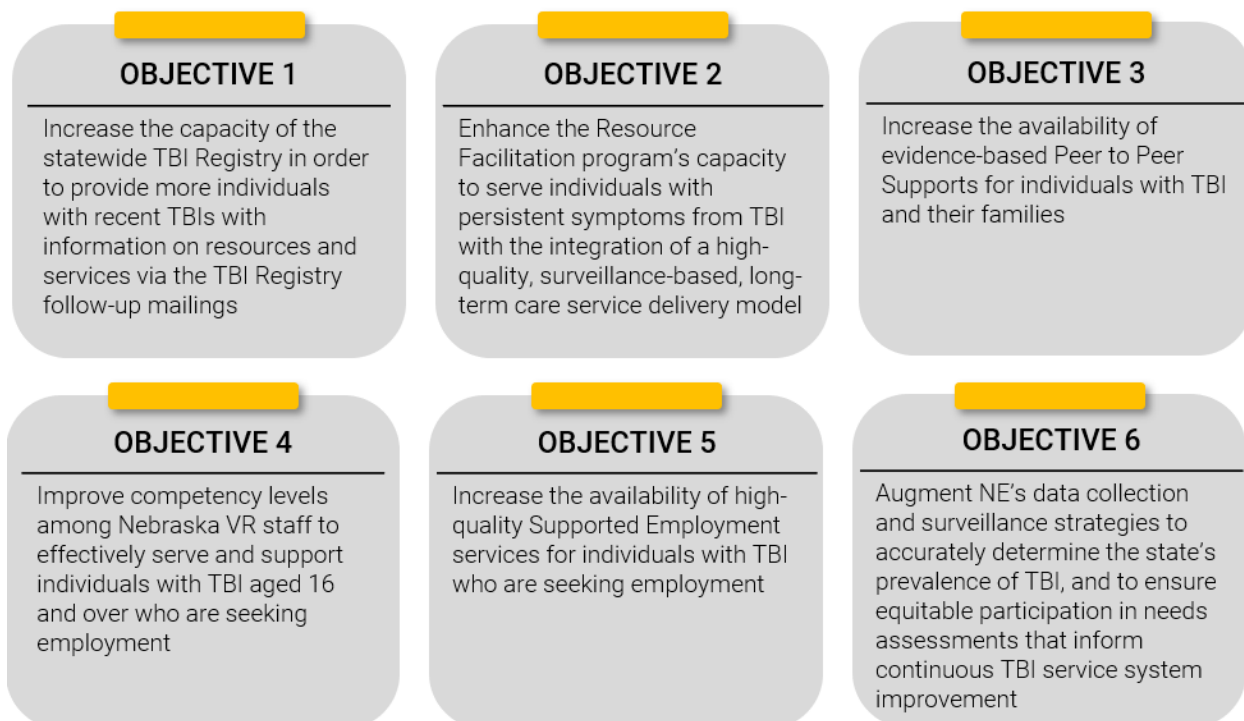 OBJECTIVE 1
Increase the capacity of the
statewide TBI Registry in order
to provide more individuals
with recent TBIs with
information on resources and
services via the TBI Registry
follow-up mailings
OBJECTIVE 2
Enhance the Resource
Facilitation program’s capacity
to serve individuals with
persistent symptoms from TBI
with the integration of a high-
quality, surveillance-based, long-
term care service delivery model
OBJECTIVE 3
Increase the availability of
evidence-based Peer to Peer
Supports for individuals with TBI
and their families
OBJECTIVE 4
Improve competency levels
among Nebraska VR staff to
effectively serve and support
individuals with TBI aged 16
and over who are seeking
employment
OBJECTIVE 5
Increase the availability of high-
quality Supported Employment
services for individuals with TBI
who are seeking employment
OBJECTIVE 6
Augment NE’s data collection
and surveillance strategies to
accurately determine the state’s
prevalence of TBI, and to ensure
equitable participation in needs
assessments that inform
continuous TBI service system
improvement